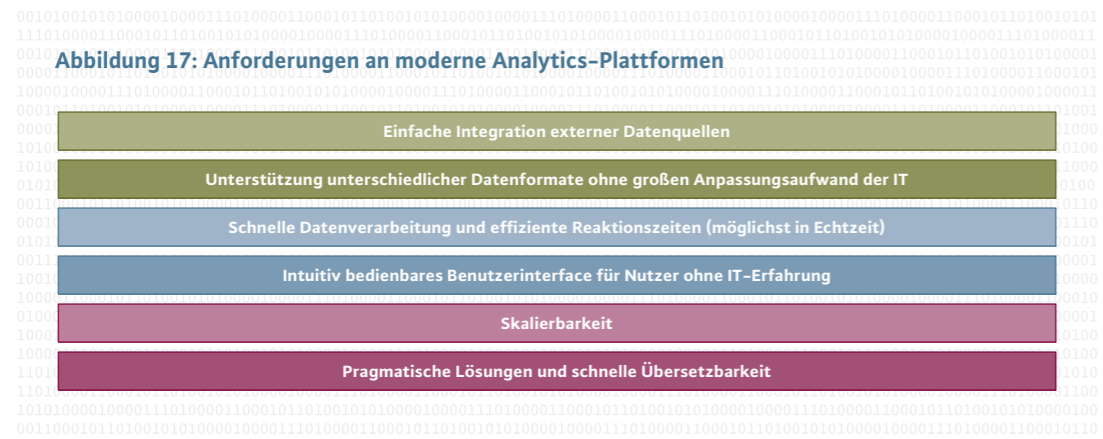 Abbildung 17: Anforderungen an moderne Analytics-Plattformen
Einfache Integration externer Datenquellen
Unterstützung unterschiedlicher Datenformate ohne großen Anpassungsaufwand der IT
Schnelle Datenverarbeitung und effiziente Reaktionszeiten (möglichst in Echtzeit)
Intuitiv bedienbares Benutzerinterface für Nutzer ohne IT-Erfahrung
Skalierbarkeit
Pragmatische Lösungen und schnelle Übersetzbarkeit